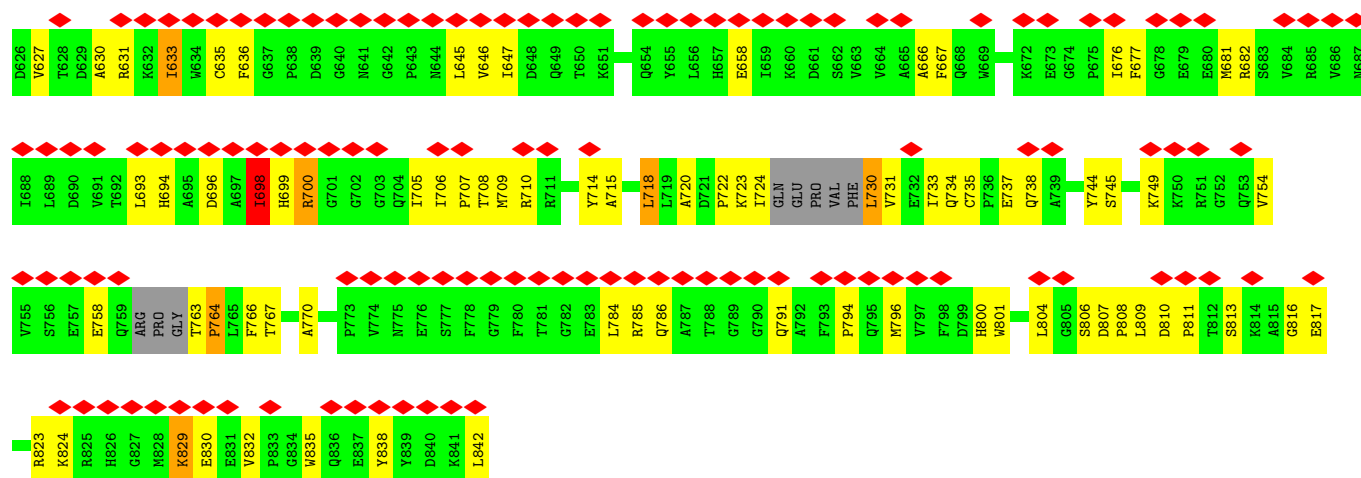 D626 V627 T628 D629 A630 R631 K632 I633 W634 C635 F636 G637 P638 D639 G640 N641 G642 P643 N644 L645 V646 I647 D648 Q649 T650 K651 Q654 Y655 L656 H657 E658 I659 K660 D661 S662 V663 V664 A665 A666 F667 Q668 W669 K672 E673 G674 P675 I676 F677 G678 E679 E680 M681 R682 S683 V684 R685 V686 N687
I688 L689 D690 V691 T692 L693 H694 A695 D696 A697 I698 H699 R700 G701 G702 G703 Q704 I705 I706 P707 T708 M709 R710 R711 Y714 A715 L718 L719 A720 D721 P722 K723 I724 GLN GLU PRO VAL PHE L730 V731 E732 I733 Q734 C735 P736 E737 Q738 A739 Y744 S745 K749 K750 R751 G752 Q753 V754
V755 S756 E757 E758 Q759 ARG PRO GLY T763 P764 L765 F766 T767 A770 P773 V774 N775 E776 S777 F778 G779 F780 T781 G782 E783 L784 R785 Q786 A787 T788 G789 G790 Q791 A792 F793 P794 Q795 M796 V797 F798 D799 H800 W801 L804 G805 S806 D807 P808 L809 D810 P811 T812 S813 K814 A815 G816 E817
R823 K824 R825 H826 G827 M828 K829 E830 E831 V832 P833 G834 W835 Q836 E837 Y838 Y839 D840 K841 L842